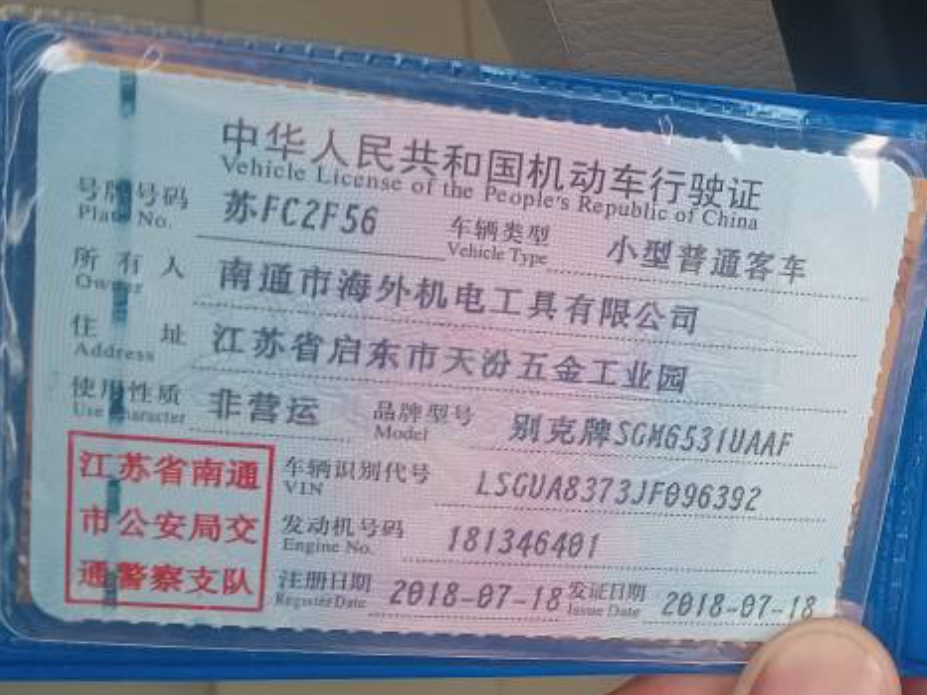 中华人民共和国机动车行驶证
Vehicle License of the People's Republic of China
号牌号码 苏FC2F56 车辆类型 小型普通客车
Plate No. Vehicle Type
所有人 南通市海外机电工具有限公司
Owner
住址 江苏省启东市天汾五金工业园
Address
使用性质 非营运 品牌型号 别克牌SGM6531UAAF
Use Character Model
江苏省南通
市公安局交
通警察支队
车辆识别代号 LSGUA8373JF096392
VIN
发动机号码 181346401
Engine No.
注册日期 2018-07-18 发证日期 2018-07-18
Register Date Issue Date